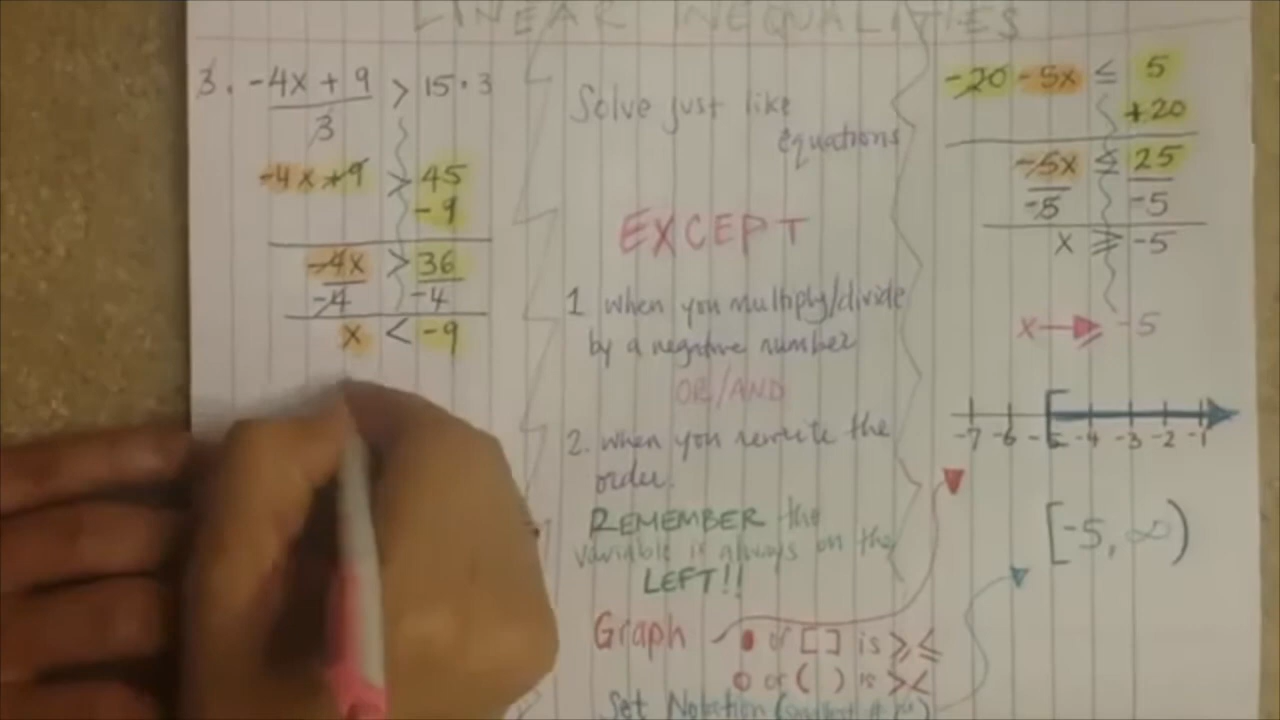 LINEAR INEQUALITIES
3 · -4x + 9 > 15 · 3
3
-4x +9 > 45
-9
-4x > 36
-4 -4
x < -9
Solve just like
equations
EXCEPT
1 when you multiply/divide
by a negative number
OR/AND
2. when you rewrite the
order.
REMEMBER the
variable is always on the
LEFT!!
Graph
● or [ ] is ≥, ≤
○ or ( ) is > <
Set Notation
-20 -5x ≤ 5
+20
-5x ≤ 25
-5 -5
x ≥ -5
x → -5
-7 -6 -5 -4 -3 -2 -1
[-5, ∞)